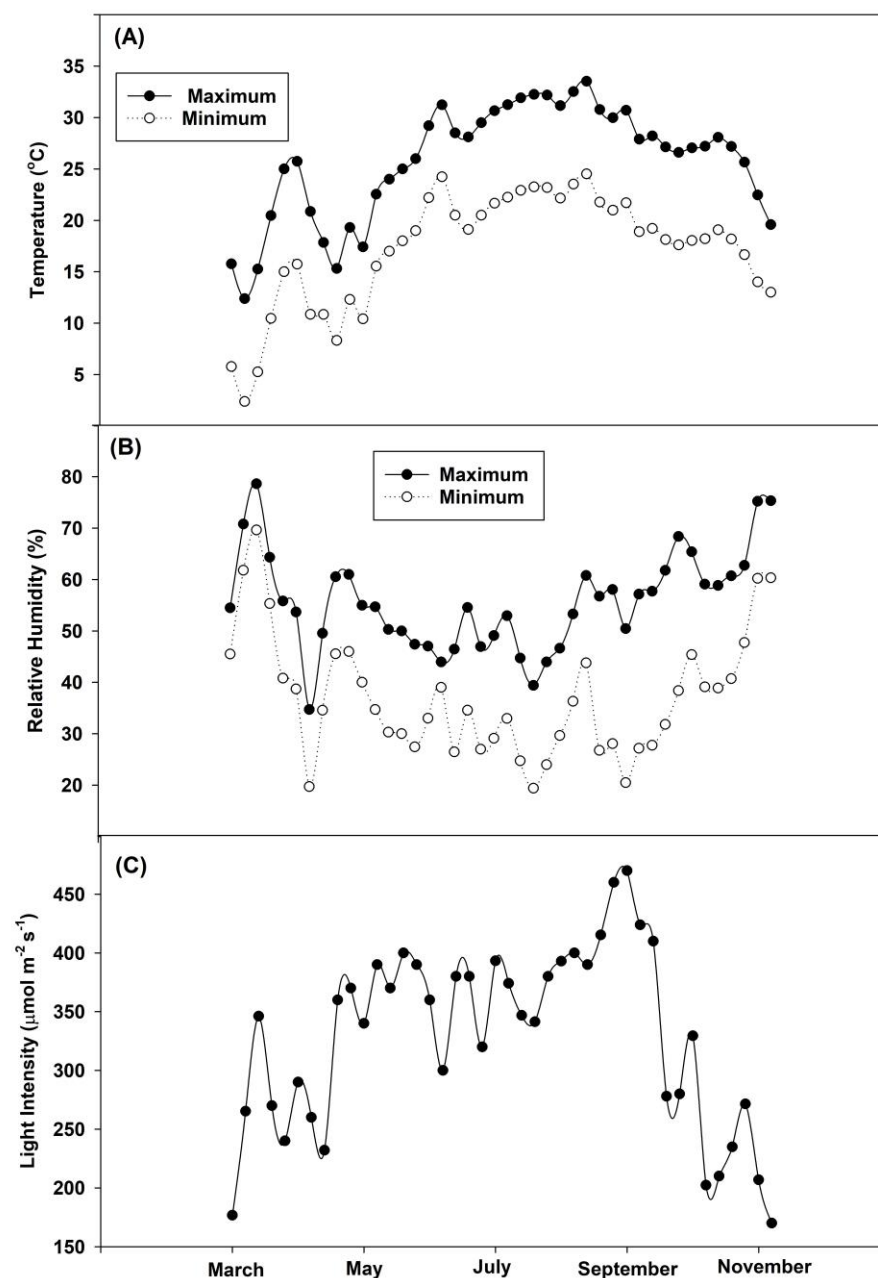 (A)
35
30
25
20
15
10
5
Temperature (°C)
Maximum
Minimum
(B)
80
70
60
50
40
30
20
Relative Humidity (%)
Maximum
Minimum
(C)
450
400
350
300
250
200
150
Light Intensity (μmol m⁻² s⁻¹)
March May July September November